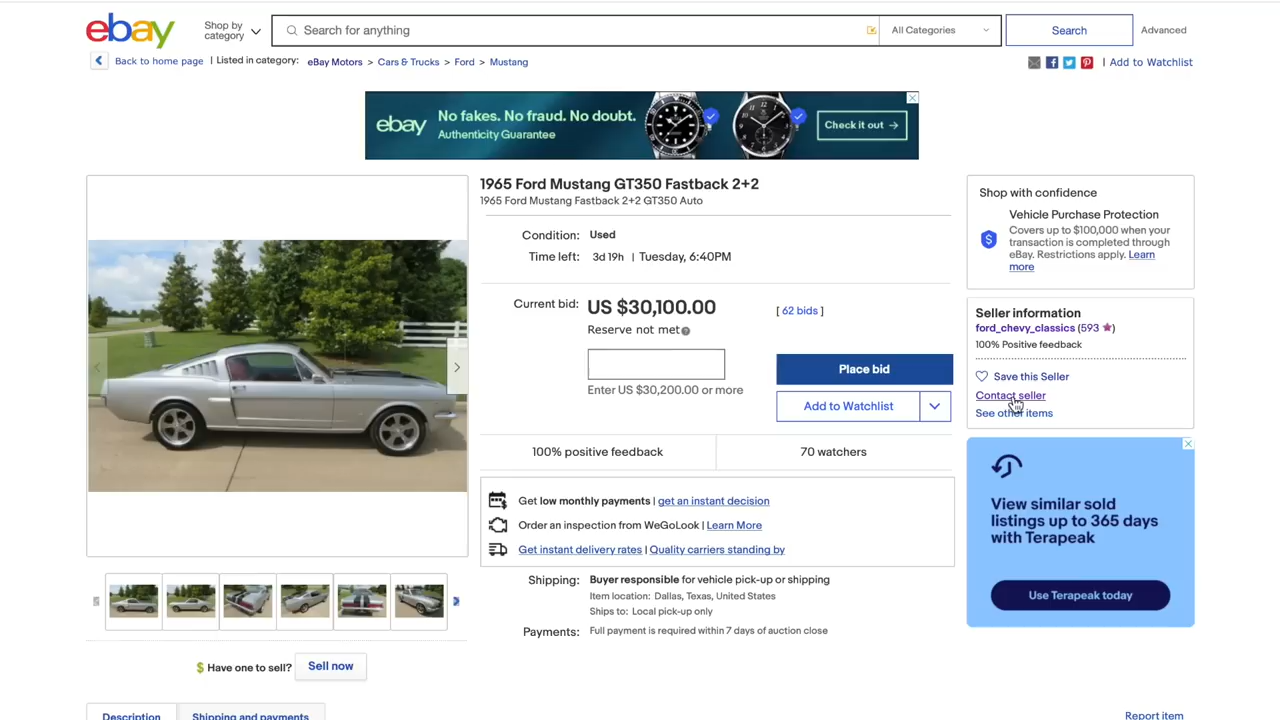 ebay
Shop by
category
Search for anything
All Categories
Search
Advanced
Back to home page
| Listed in category:
eBay Motors > Cars & Trucks > Ford > Mustang
| Add to Watchlist
ebay
No fakes. No fraud. No doubt.
Authenticity Guarantee
Check it out →
1965 Ford Mustang GT350 Fastback 2+2
1965 Ford Mustang Fastback 2+2 GT350 Auto
Condition: Used
Time left: 3d 19h | Tuesday, 6:40PM
Current bid: US $30,100.00 [ 62 bids ]
Reserve not met
Enter US $30,200.00 or more
Place bid
Add to Watchlist
100% positive feedback
70 watchers
Get low monthly payments | get an instant decision
Order an inspection from WeGoLook | Learn More
Get instant delivery rates | Quality carriers standing by
Shipping: Buyer responsible for vehicle pick-up or shipping
Item location: Dallas, Texas, United States
Ships to: Local pick-up only
Payments: Full payment is required within 7 days of auction close
Shop with confidence
Vehicle Purchase Protection
Covers up to $100,000 when your
transaction is completed through
eBay. Restrictions apply. Learn
more
Seller information
ford_chevy_classics (593 )
100% Positive feedback
Save this Seller
Contact seller
See other items
View similar sold
listings up to 365 days
with Terapeak
Use Terapeak today
Have one to sell? Sell now
Description
Shipping and payments
Report item